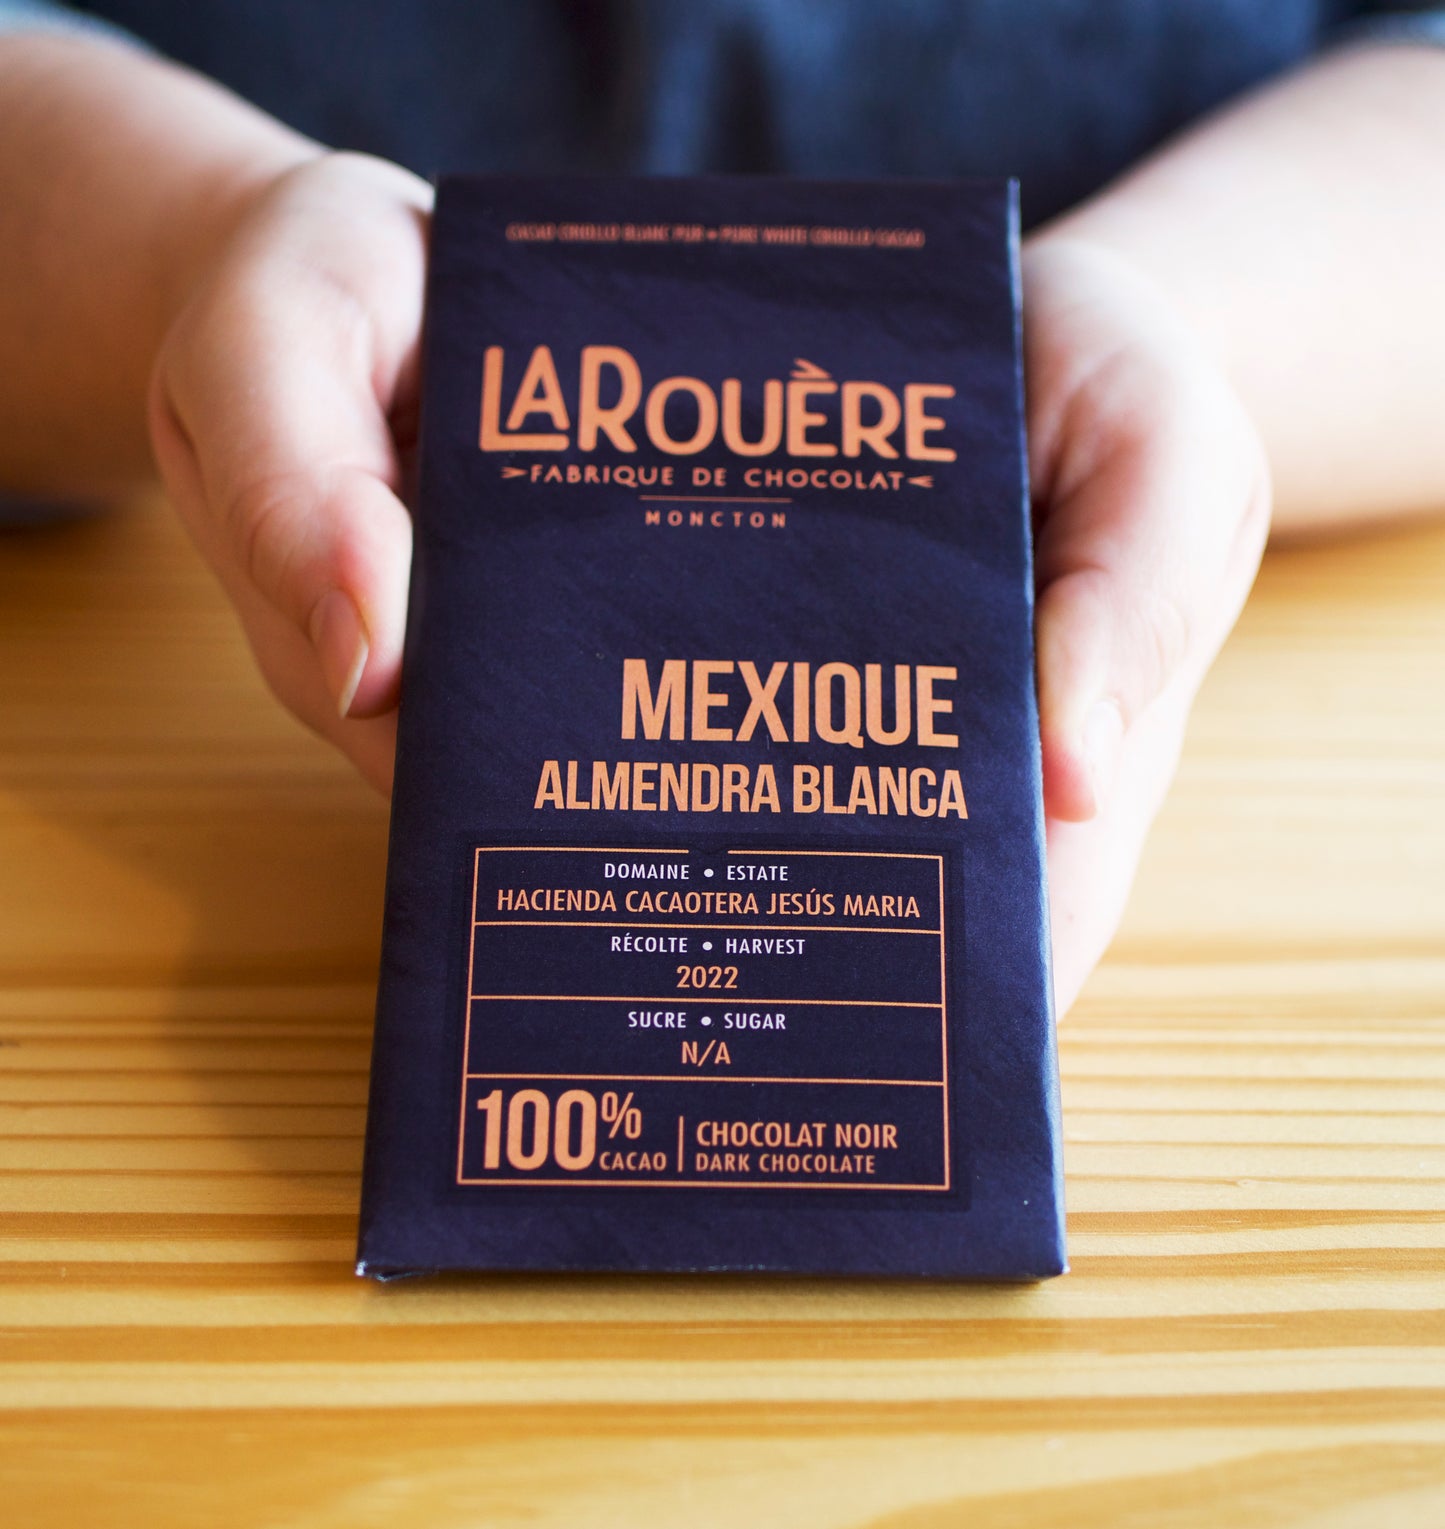 CACAO CRIOLLO BLANC PUR • PURE WHITE CRIOLLO CACAO
LAROUÈRE
FABRIQUE DE CHOCOLAT
MONCTON
MEXIQUE
ALMENDRA BLANCA
DOMAINE • ESTATE
HACIENDA CACAOTERA JESÚS MARIA
RÉCOLTE • HARVEST
2022
SUCRE • SUGAR
N/A
100% CACAO | CHOCOLAT NOIR
DARK CHOCOLATE